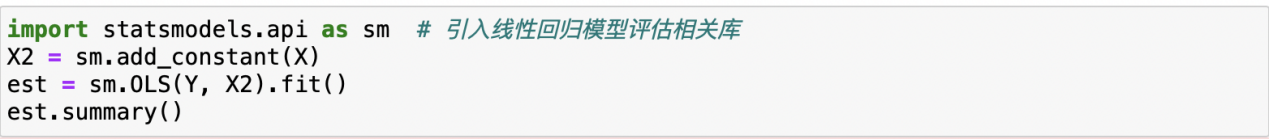 import statsmodels.api as sm  # 引入线性回归模型评估相关库
X2 = sm.add_constant(X)
est = sm.OLS(Y, X2).fit()
est.summary()